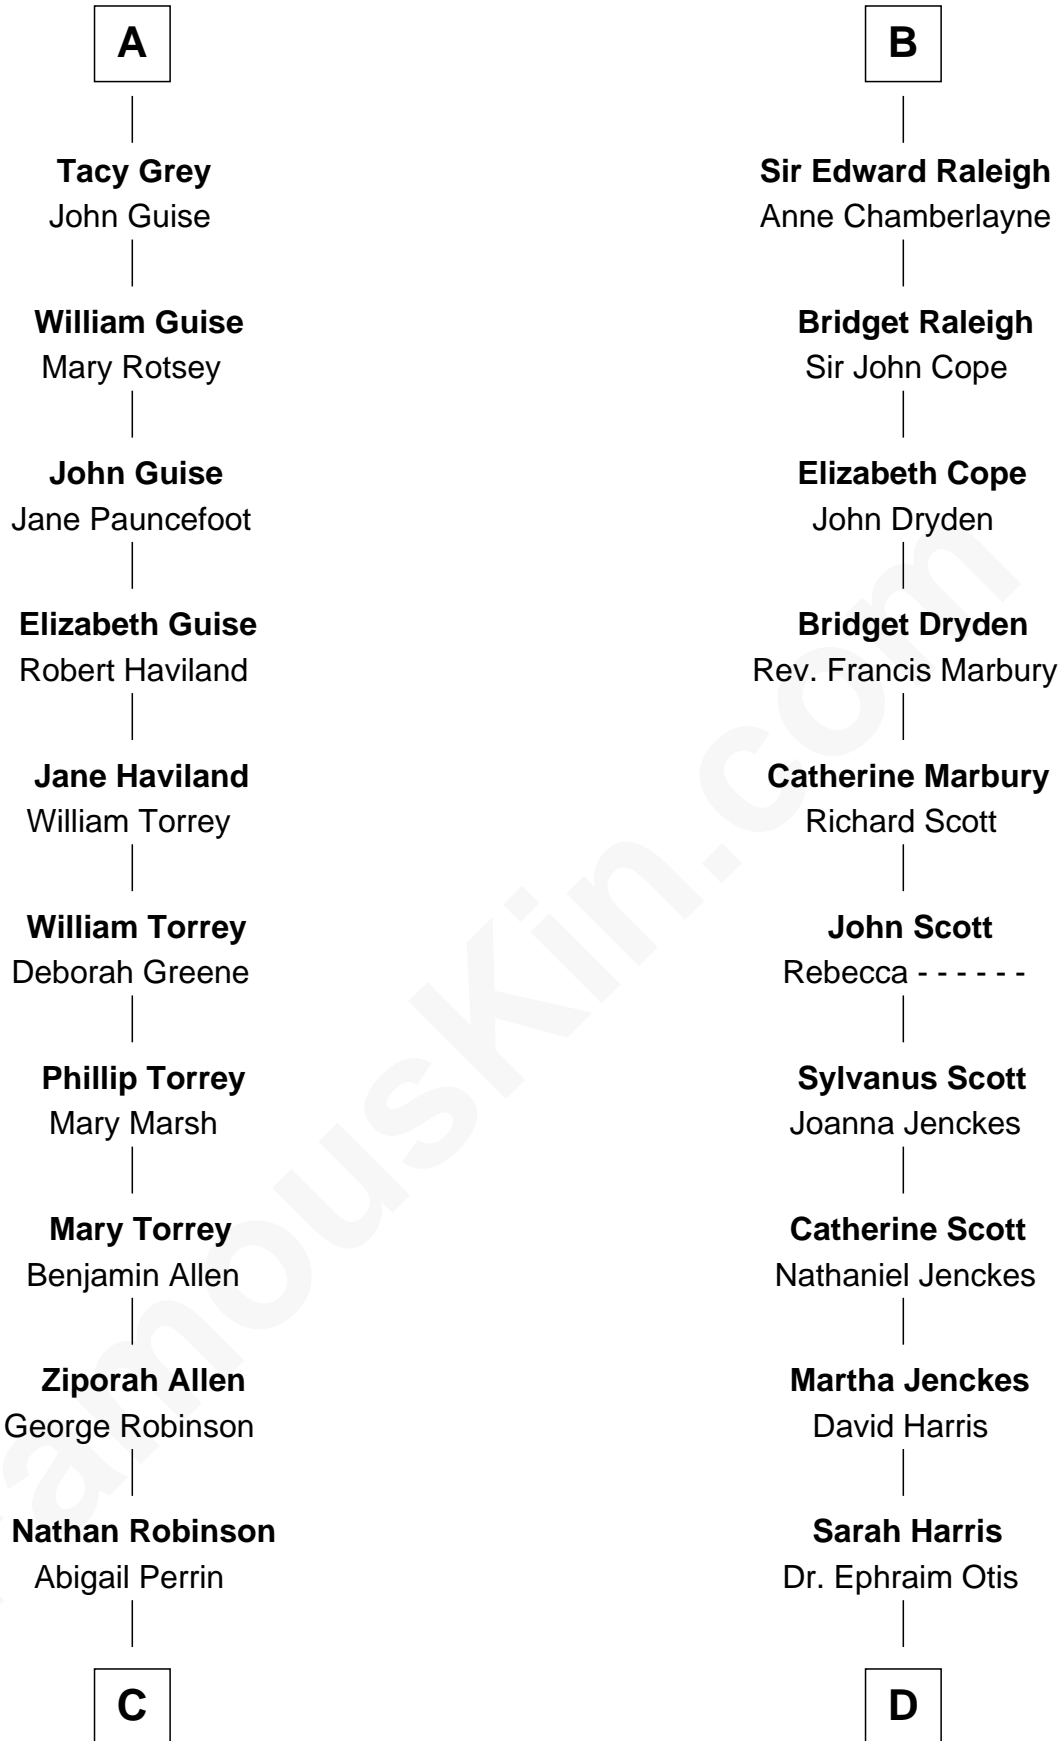 A
Tacy Grey
John Guise
William Guise
Mary Rotsey
John Guise
Jane Pauncefoot
Elizabeth Guise
Robert Haviland
Jane Haviland
William Torrey
William Torrey
Deborah Greene
Phillip Torrey
Mary Marsh
Mary Torrey
Benjamin Allen
Ziporah Allen
George Robinson
Nathan Robinson
Abigail Perrin
C
B
Sir Edward Raleigh
Anne Chamberlayne
Bridget Raleigh
Sir John Cope
Elizabeth Cope
John Dryden
Bridget Dryden
Rev. Francis Marbury
Catherine Marbury
Richard Scott
John Scott
Rebecca - - - - - -
Sylvanus Scott
Joanna Jenckes
Catherine Scott
Nathaniel Jenckes
Martha Jenckes
David Harris
Sarah Harris
Dr. Ephraim Otis
D
FamousKin.com